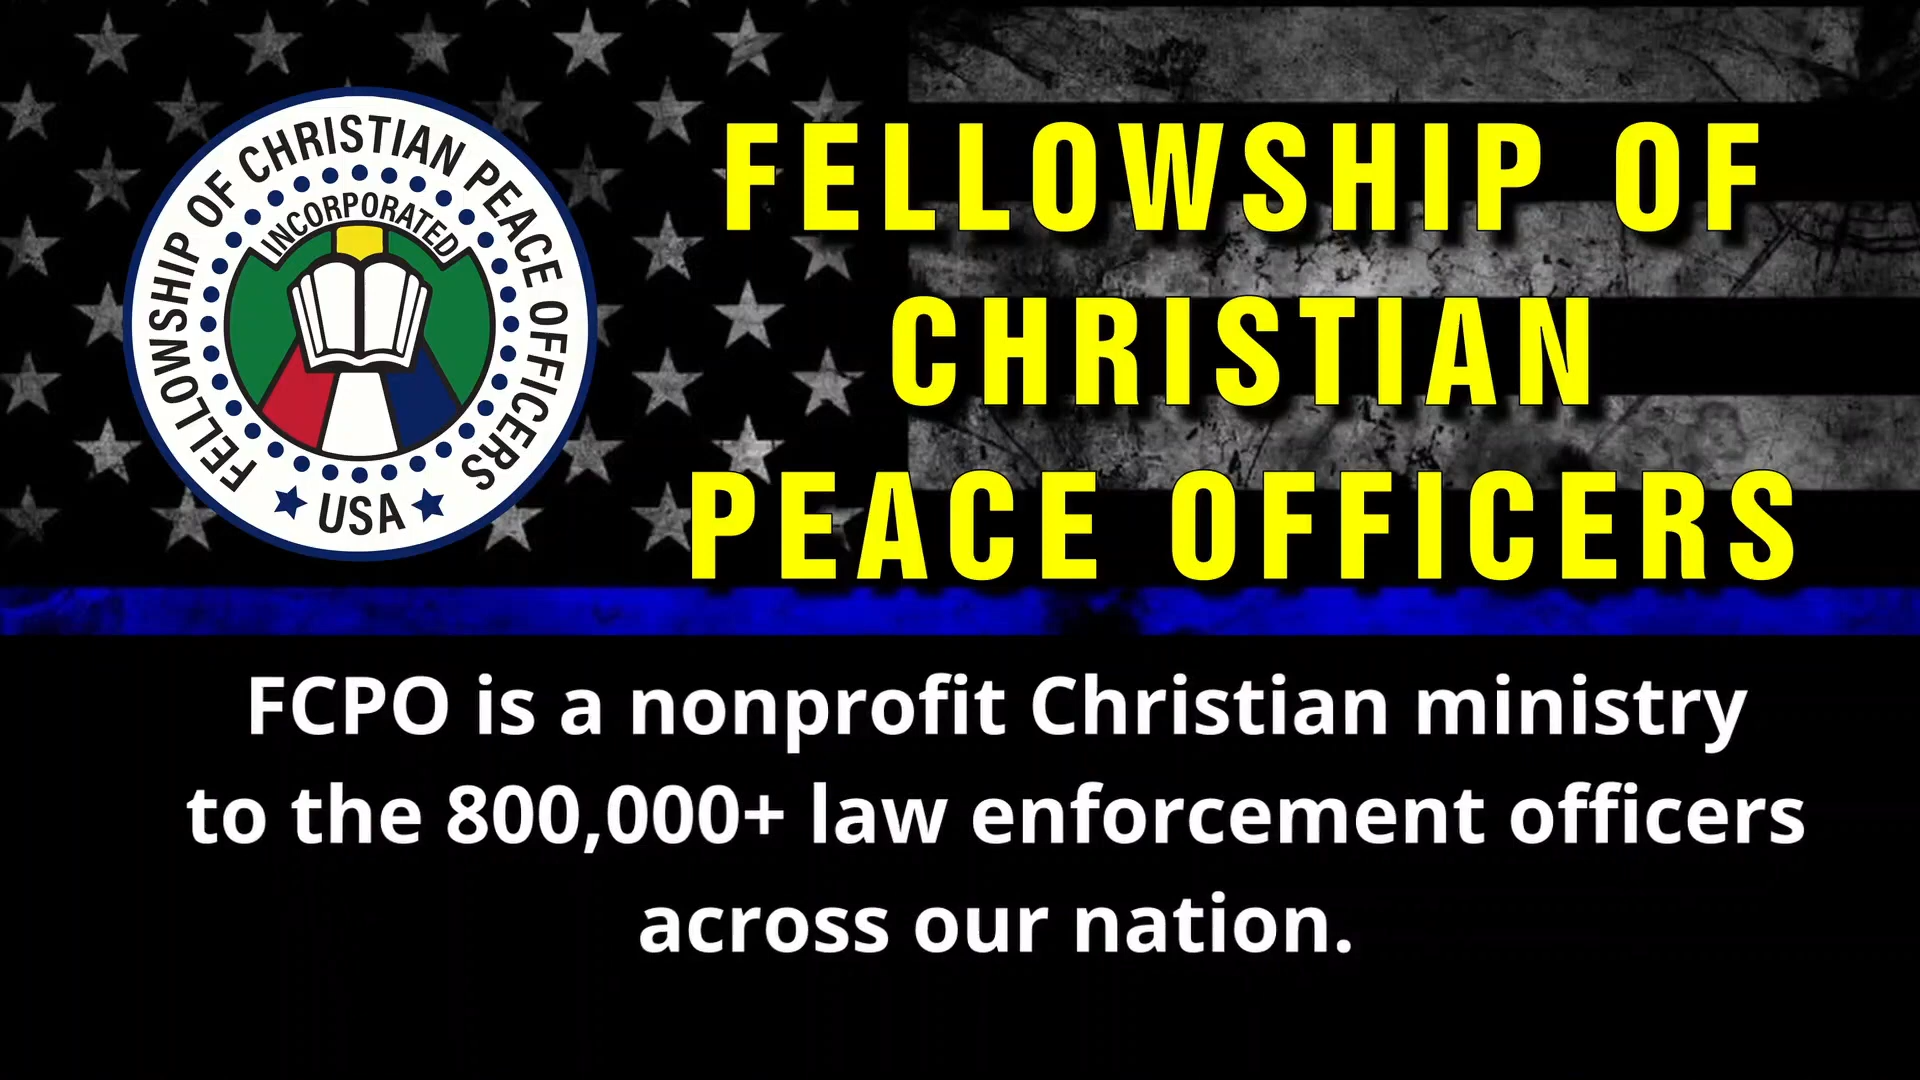 FELLOWSHIP OF CHRISTIAN PEACE OFFICERS
INCORPORATED
USA
FELLOWSHIP OF
CHRISTIAN
PEACE OFFICERS
FCPO is a nonprofit Christian ministry
to the 800,000+ law enforcement officers
across our nation.